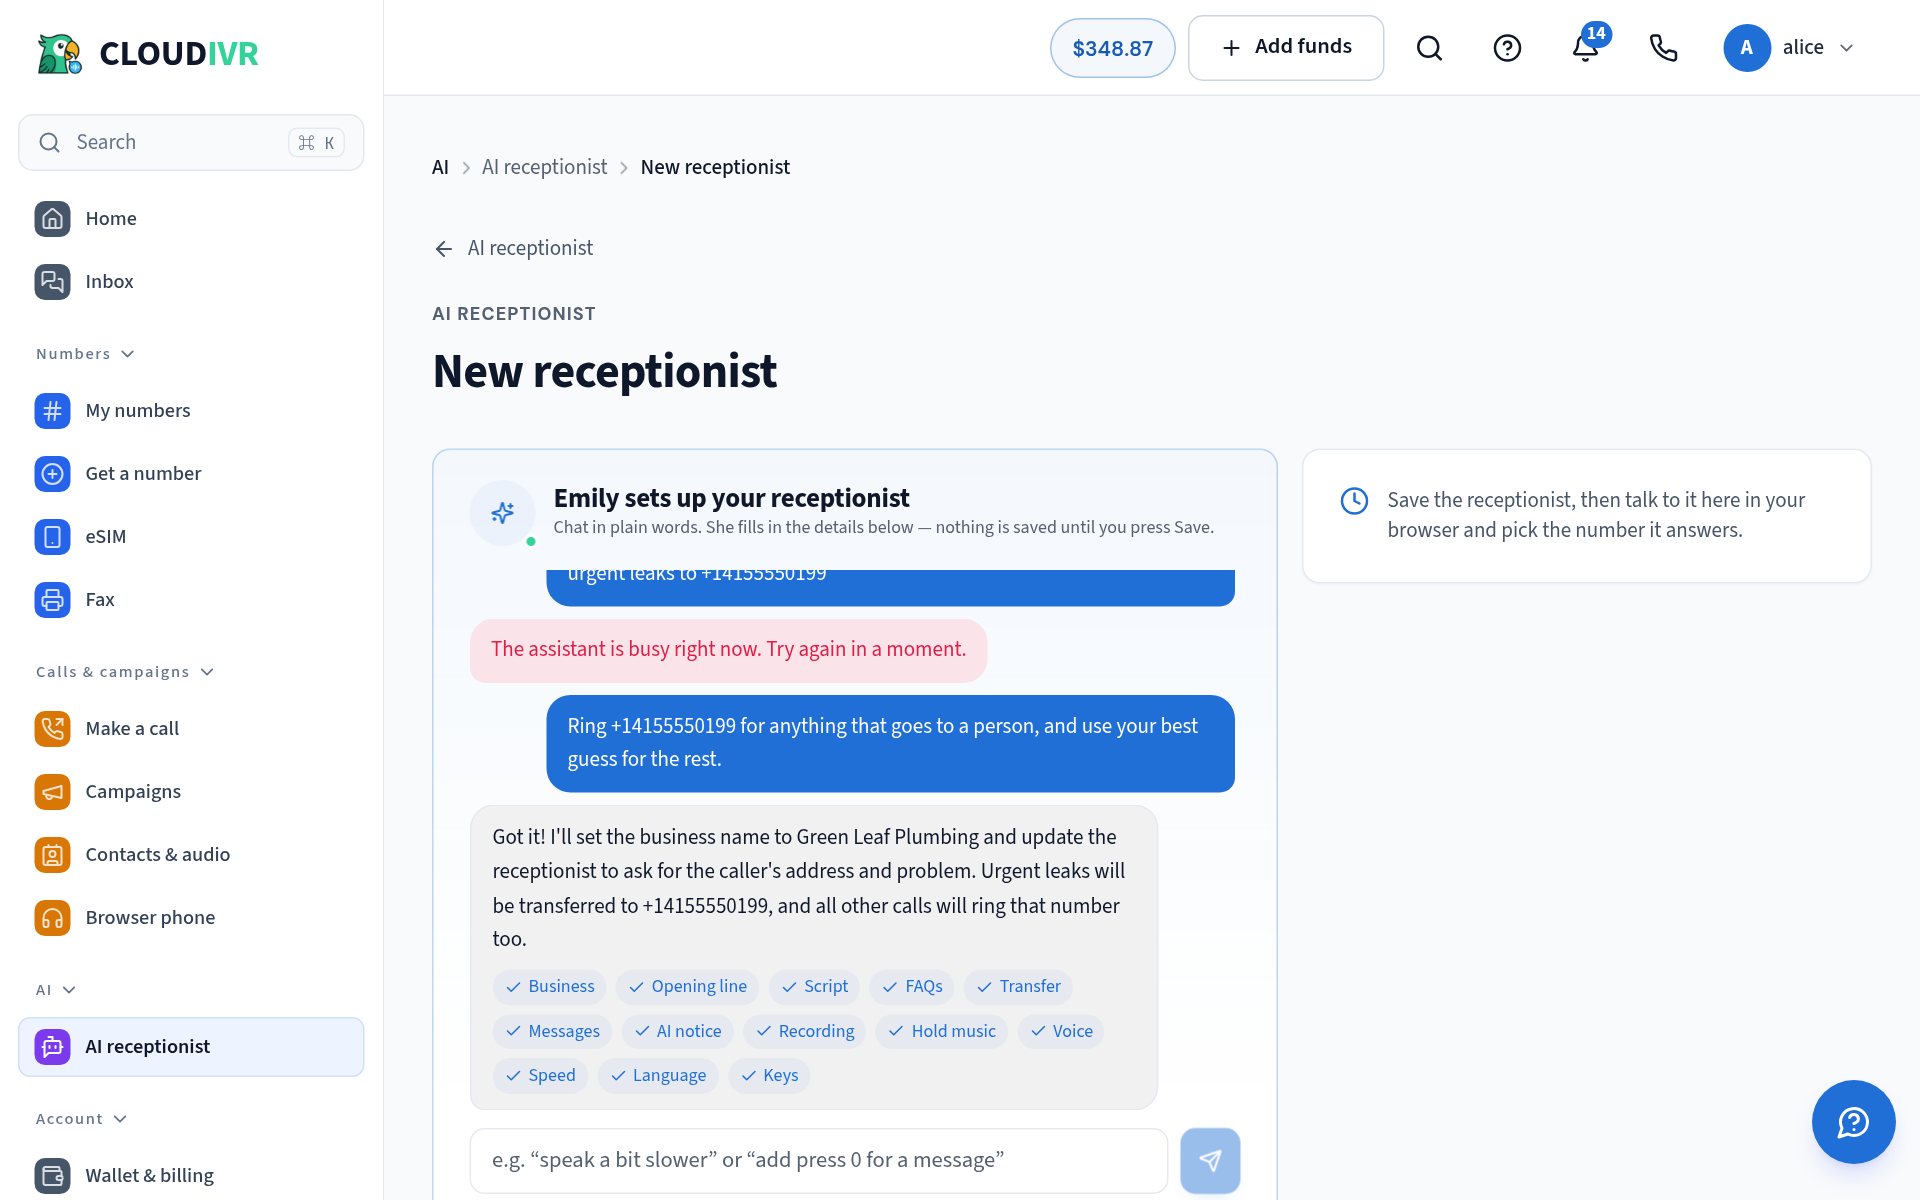 CLOUDIVR
Search
⌘ K
Home
Inbox
Numbers
My numbers
Get a number
eSIM
Fax
Calls & campaigns
Make a call
Campaigns
Contacts & audio
Browser phone
AI
AI receptionist
Account
Wallet & billing
$348.87
Add funds
14
A
alice
AI
AI receptionist
New receptionist
AI receptionist
AI RECEPTIONIST
New receptionist
Emily sets up your receptionist
Chat in plain words. She fills in the details below — nothing is saved until you press Save.
urgent leaks to +14155550199
The assistant is busy right now. Try again in a moment.
Ring +14155550199 for anything that goes to a person, and use your best
guess for the rest.
Got it! I'll set the business name to Green Leaf Plumbing and update the
receptionist to ask for the caller's address and problem. Urgent leaks will
be transferred to +14155550199, and all other calls will ring that number
too.
Business
Opening line
Script
FAQs
Transfer
Messages
AI notice
Recording
Hold music
Voice
Speed
Language
Keys
e.g. “speak a bit slower” or “add press 0 for a message”
Save the receptionist, then talk to it here in your
browser and pick the number it answers.